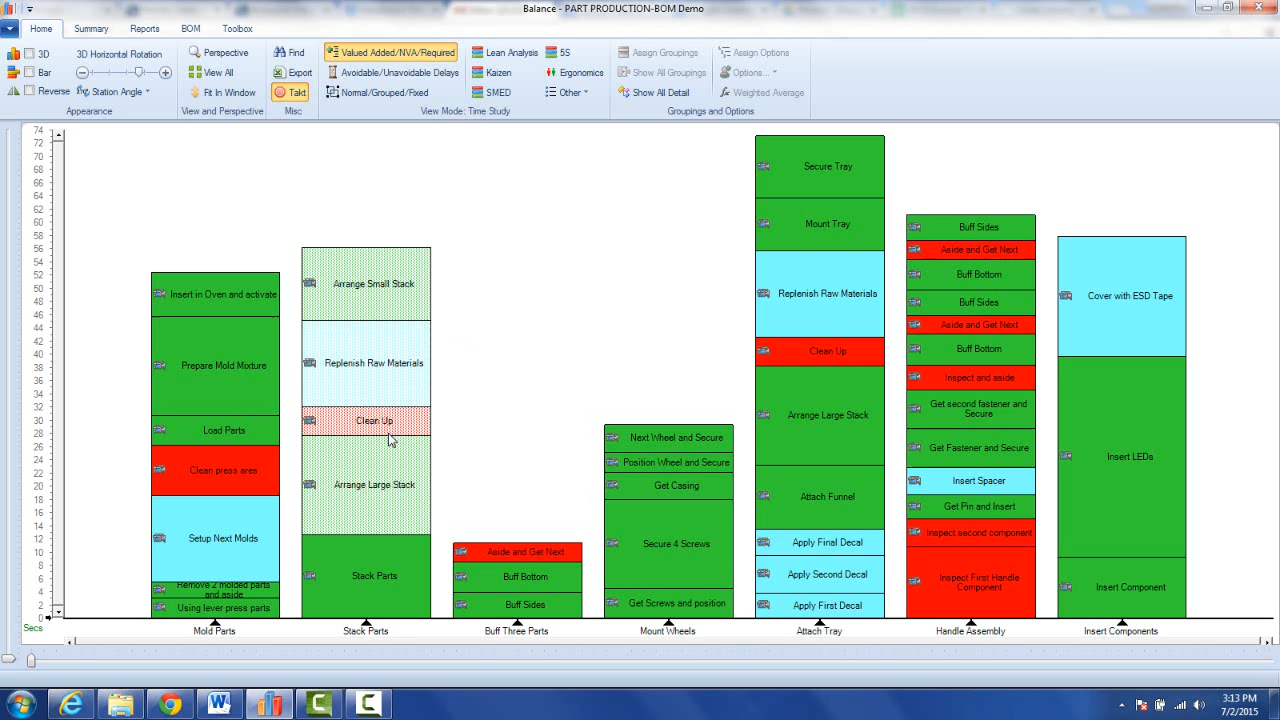 Balance - PART PRODUCTION-BOM Demo
Home Summary Reports BOM Toolbox
3D 3D Horizontal Rotation Perspective Find Valued Added/NVA/Required Lean Analysis 5S Assign Groupings Assign Options
Bar View All Export Avoidable/Unavoidable Delays Kaizen Ergonomics Show All Groupings Options...
Reverse Station Angle Fit In Window Takt Normal/Grouped/Fixed SMED Other Show All Detail Weighted Average
Appearance View and Perspective Misc View Mode: Time Study Groupings and Options
74
72
70
68
66
64
62
60
58
56
54
52
50
48
46
44
42
40
38
36
34
32
30
28
26
24
22
20
18
16
14
12
10
8
6
4
2
0
Secs
Insert in Oven and activate
Prepare Mold Mixture
Load Parts
Clean press ares
Setup Next Molds
Remove 2 molded parts
and aside
Using lever press parts
Mold Parts
Arrange Small Stack
Replenish Raw Materials
Clean Up
Arrange Large Stack
Stack Parts
Stack Parts
Aside and Get Next
Buff Bottom
Buff Sides
Buff Three Parts
Next Wheel and Secure
Position Wheel and Secure
Get Casing
Secure 4 Screws
Get Screws and position
Mount Wheels
Secure Tray
Mount Tray
Replenish Raw Materials
Clean Up
Arrange Large Stack
Attach Funnel
Apply Final Decal
Apply Second Decal
Apply First Decal
Attach Tray
Buff Sides
Aside and Get Next
Buff Bottom
Buff Sides
Aside and Get Next
Buff Bottom
Inspect and aside
Get second fastener and
Secure
Get Fastener and Secure
Insert Spacer
Get Pin and Insert
Inspect second component
Inspect First Handle
Component
Handle Assembly
Cover with ESD Tape
Insert LEDs
Insert Component
Insert Components
3:13 PM
7/2/2015